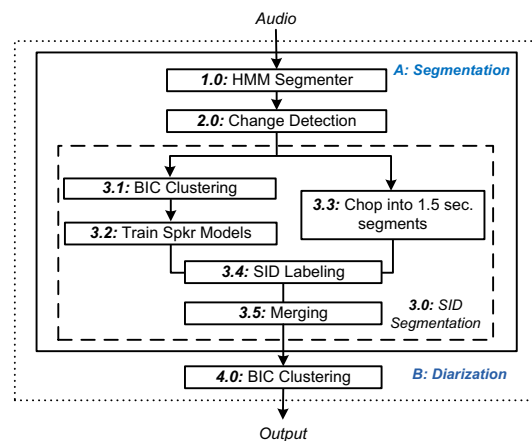 Audio
A: Segmentation
1.0: HMM Segmenter
2.0: Change Detection
3.1: BIC Clustering
3.2: Train Spkr Models
3.3: Chop into 1.5 sec.
segments
3.4: SID Labeling
3.5: Merging
3.0: SID
Segmentation
4.0: BIC Clustering
B: Diarization
Output